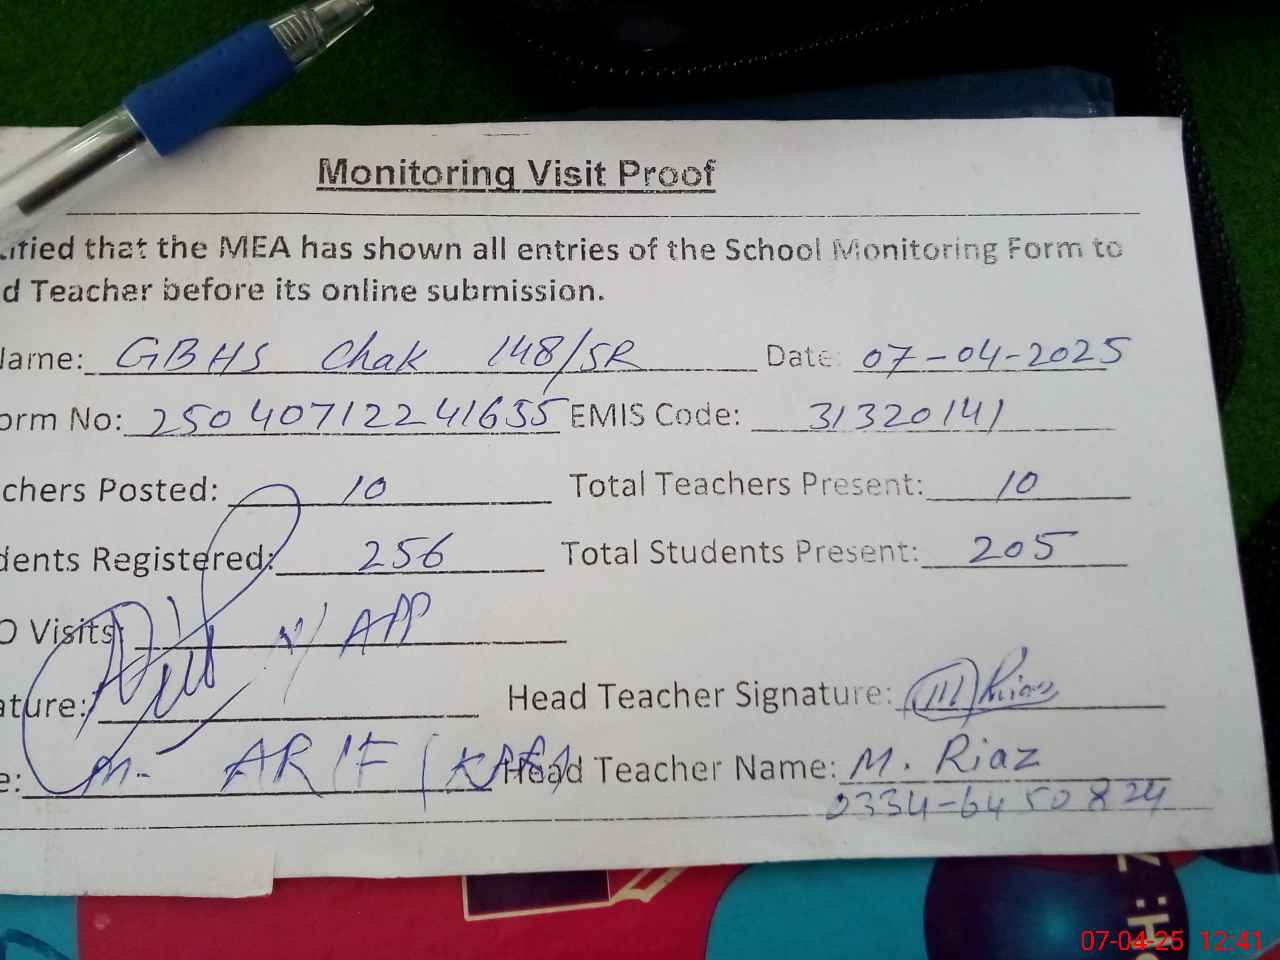 Monitoring Visit Proof
tified that the MEA has shown all entries of the School Monitoring Form to
d Teacher before its online submission.
Name: GBHS Chak 148/SR Date: 07-04-2025
orm No: 250407122241635 EMIS Code: 31320141
chers Posted: 10 Total Teachers Present: 10
dents Registered: 256 Total Students Present: 205
O Visits: N/APP
ature: Head Teacher Signature: Riaz
e: M. ARIF Head Teacher Name: M. Riaz
0334-6450824
PH:
07-04-25 12:41